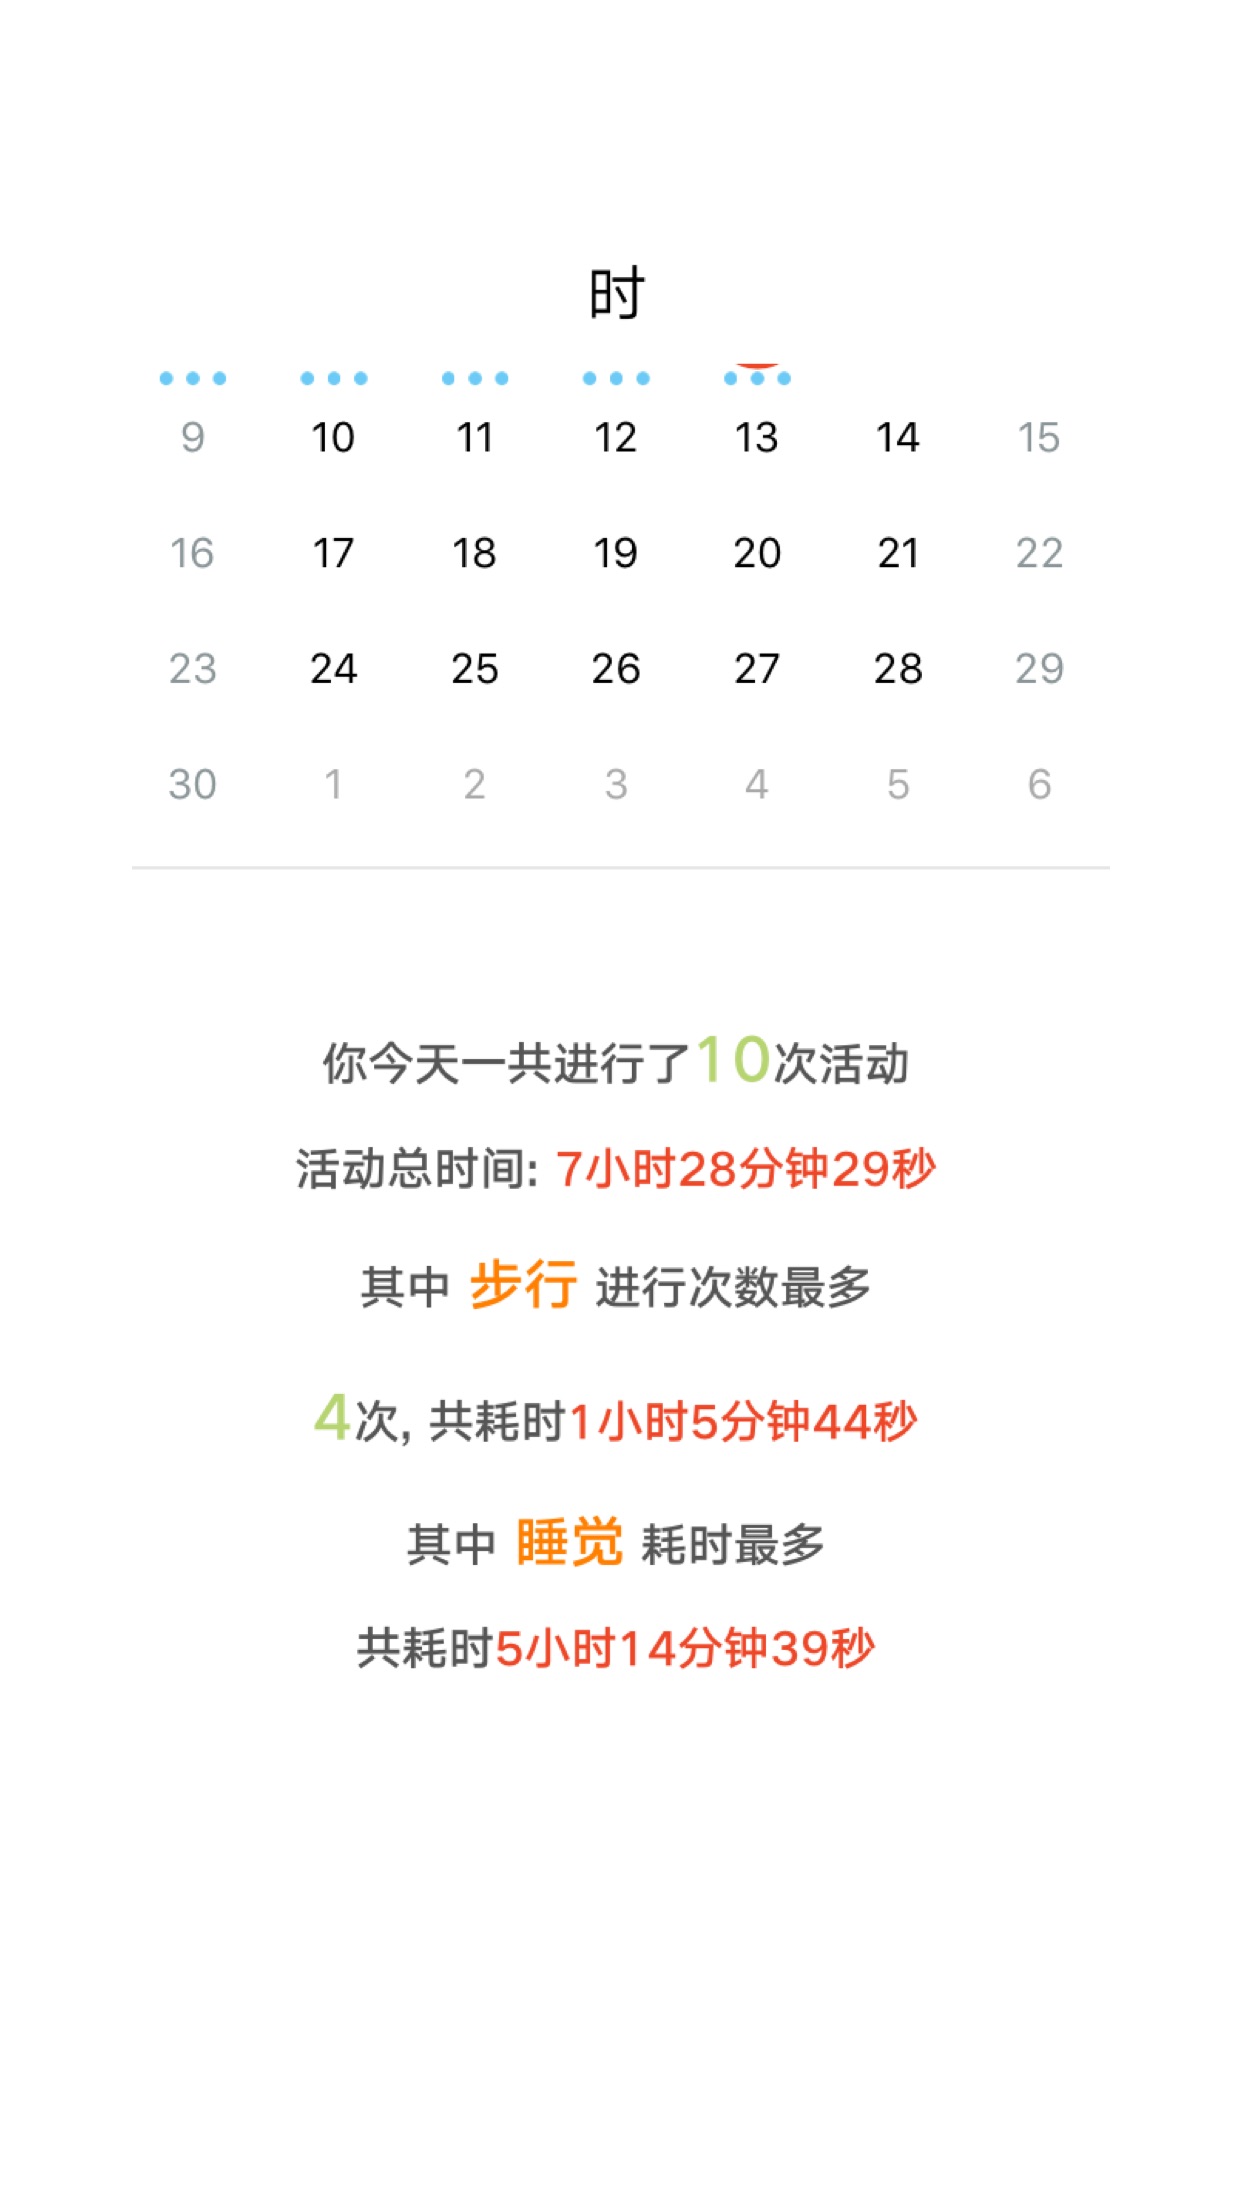 时
9 10 11 12 13 14 15
16 17 18 19 20 21 22
23 24 25 26 27 28 29
30 1 2 3 4 5 6
你今天一共进行了10次活动
活动总时间: 7小时28分钟29秒
其中 步行 进行次数最多
4次, 共耗时1小时5分钟44秒
其中 睡觉 耗时最多
共耗时5小时14分钟39秒